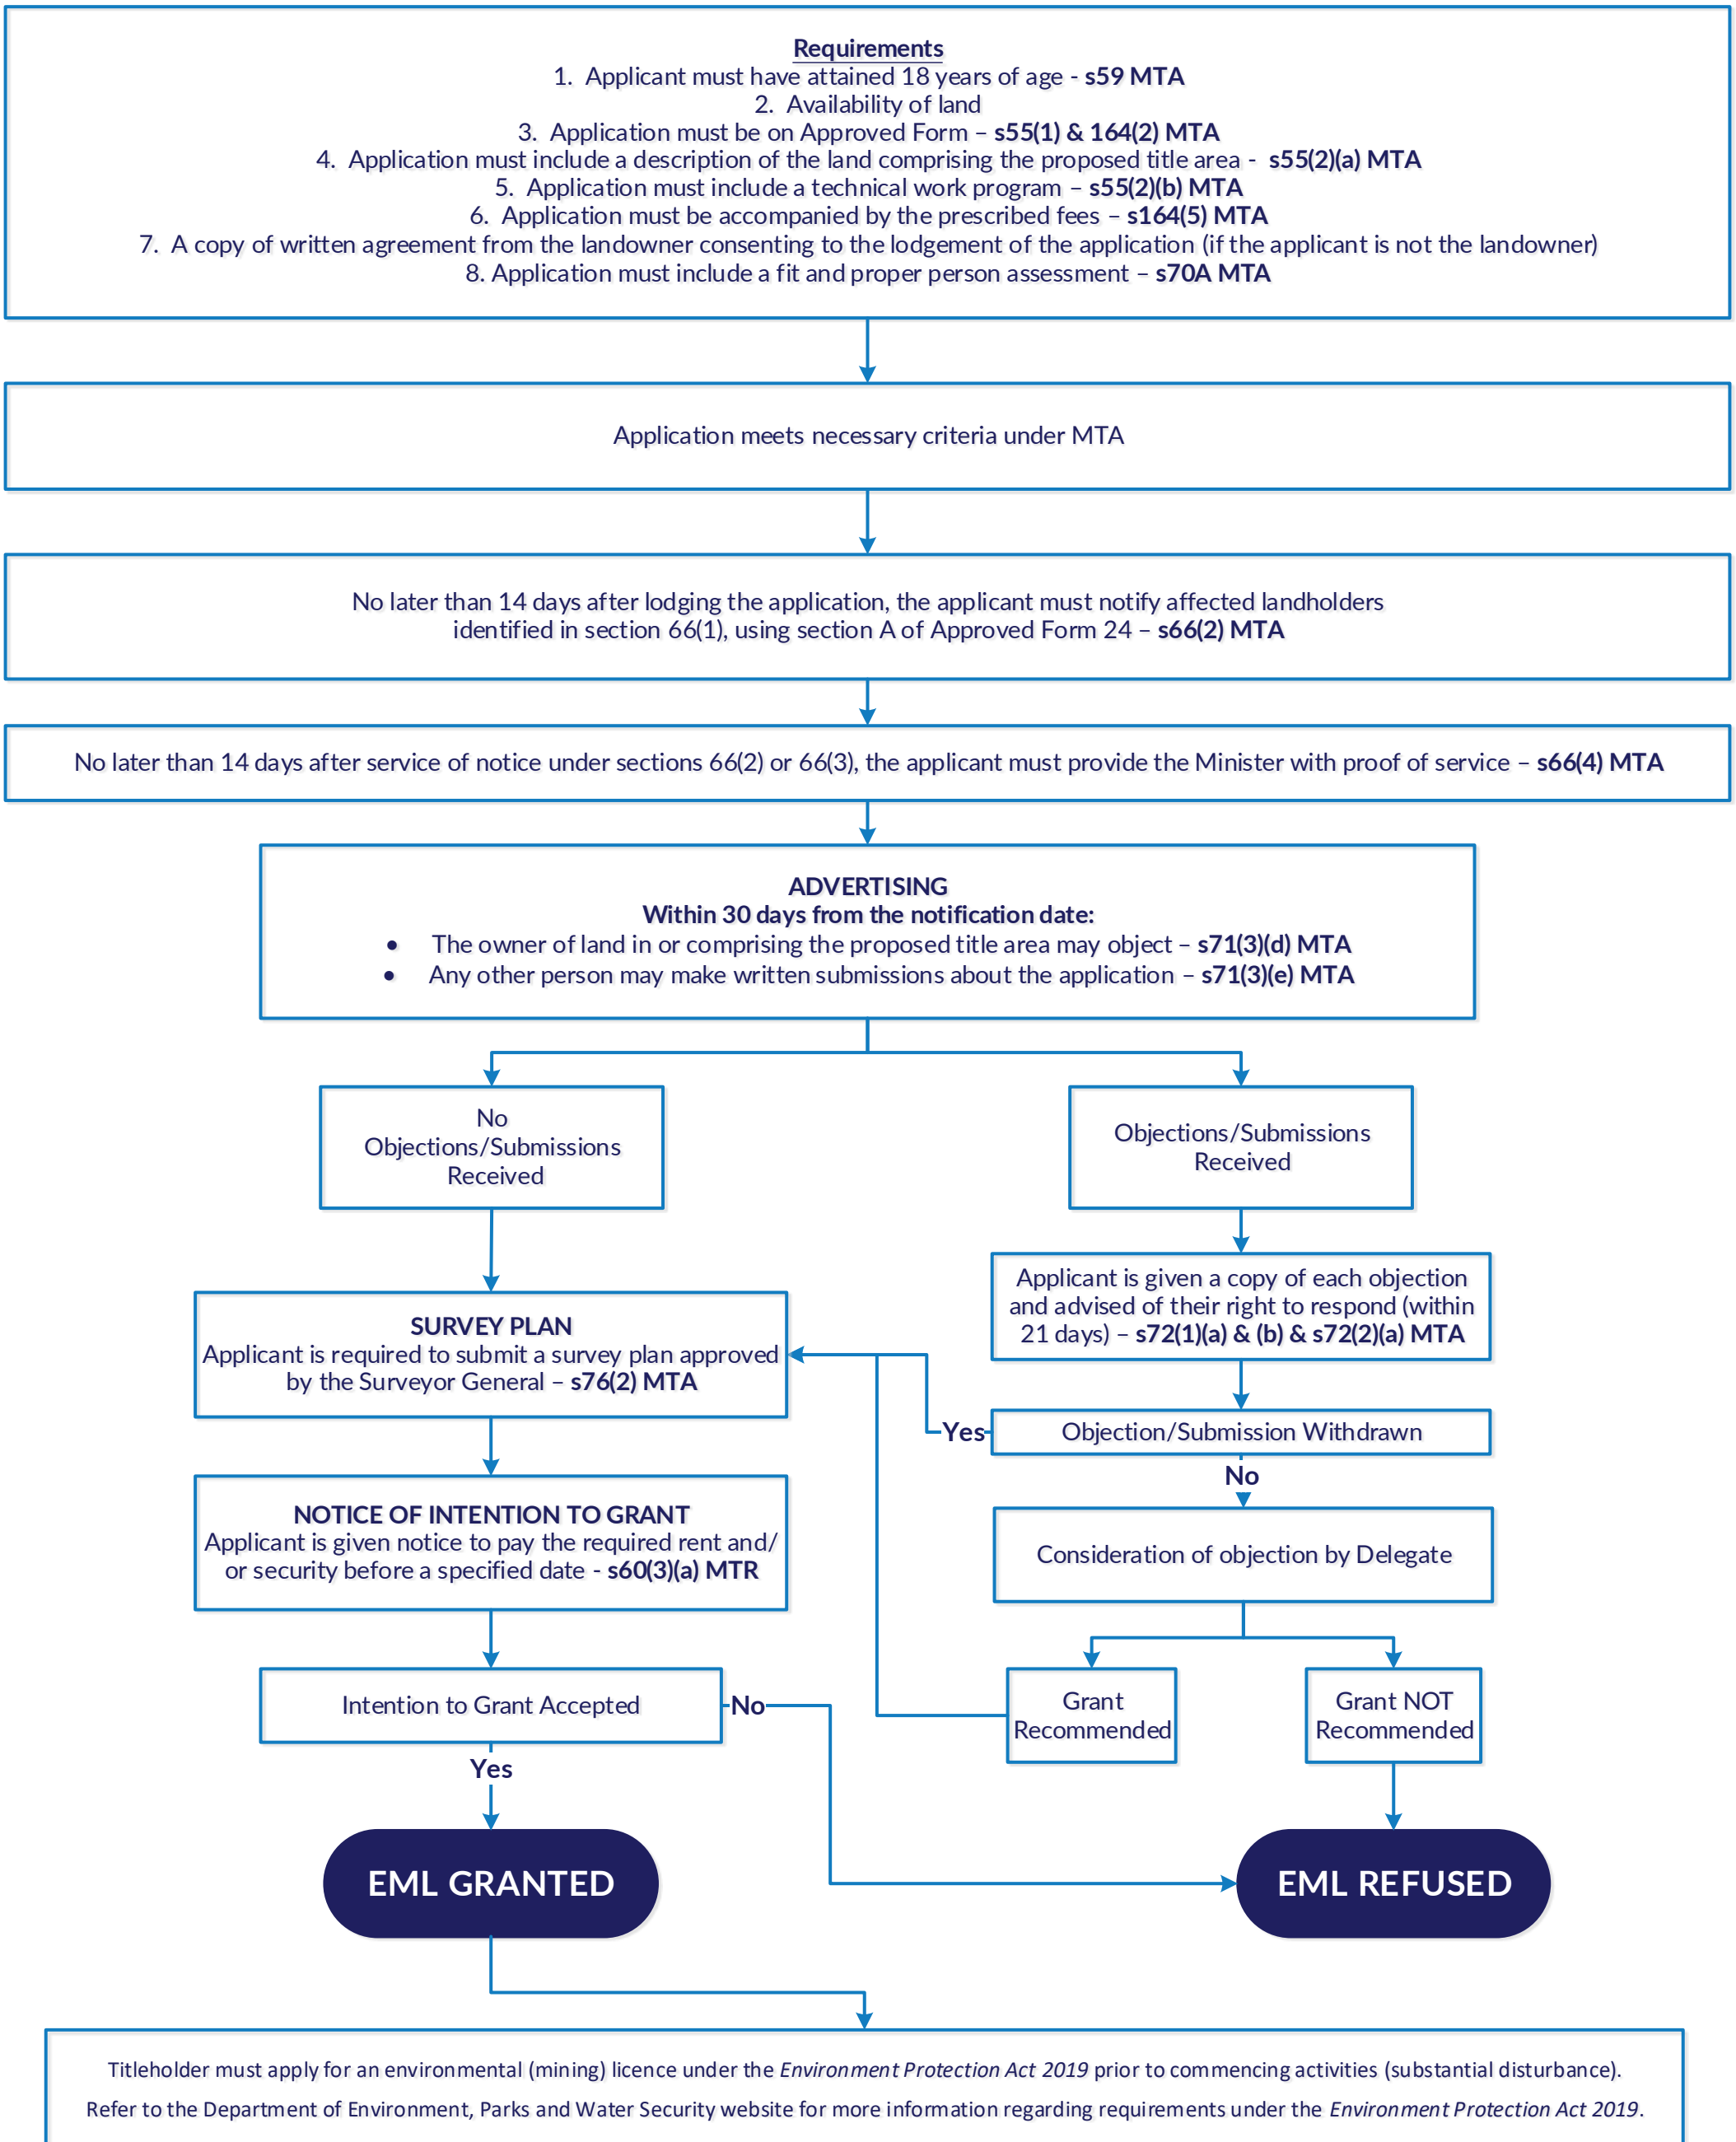 Requirements
1. Applicant must have attained 18 years of age - s59 MTA
2. Availability of land
3. Application must be on Approved Form – s55(1) & 164(2) MTA
4. Application must include a description of the land comprising the proposed title area - s55(2)(a) MTA
5. Application must include a technical work program – s55(2)(b) MTA
6. Application must be accompanied by the prescribed fees – s164(5) MTA
7. A copy of written agreement from the landowner consenting to the lodgement of the application (if the applicant is not the landowner)
8. Application must include a fit and proper person assessment – s70A MTA
Application meets necessary criteria under MTA
No later than 14 days after lodging the application, the applicant must notify affected landholders
identified in section 66(1), using section A of Approved Form 24 – s66(2) MTA
No later than 14 days after service of notice under sections 66(2) or 66(3), the applicant must provide the Minister with proof of service – s66(4) MTA
ADVERTISING
Within 30 days from the notification date:
• The owner of land in or comprising the proposed title area may object – s71(3)(d) MTA
• Any other person may make written submissions about the application – s71(3)(e) MTA
No
Objections/Submissions
Received
Objections/Submissions
Received
Applicant is given a copy of each objection
and advised of their right to respond (within
21 days) – s72(1)(a) & (b) & s72(2)(a) MTA
SURVEY PLAN
Applicant is required to submit a survey plan approved
by the Surveyor General – s76(2) MTA
Yes
Objection/Submission Withdrawn
No
NOTICE OF INTENTION TO GRANT
Applicant is given notice to pay the required rent and/
or security before a specified date - s60(3)(a) MTR
Consideration of objection by Delegate
Intention to Grant Accepted
No
Grant
Recommended
Grant NOT
Recommended
Yes
EML GRANTED
EML REFUSED
Titleholder must apply for an environmental (mining) licence under the Environment Protection Act 2019 prior to commencing activities (substantial disturbance).
Refer to the Department of Environment, Parks and Water Security website for more information regarding requirements under the Environment Protection Act 2019.